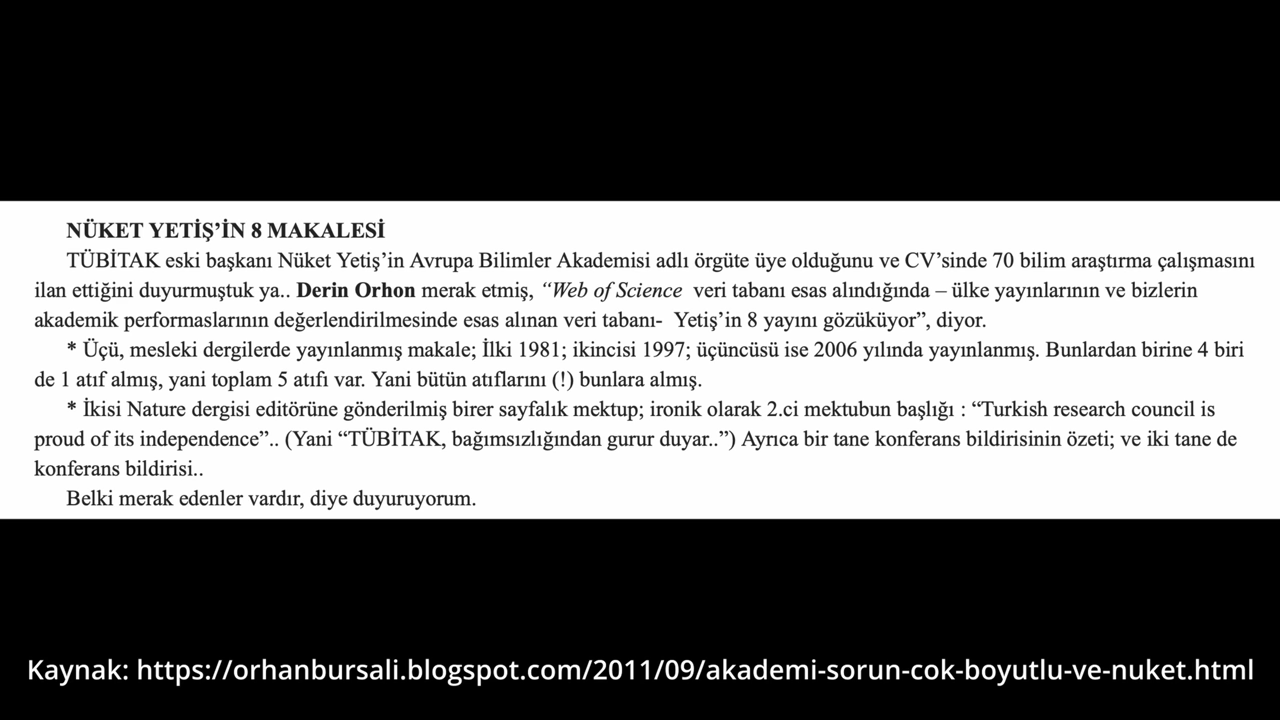 NÜKET YETİŞ’İN 8 MAKALESİ
TÜBİTAK eski başkanı Nüket Yetiş’in Avrupa Bilimler Akademisi adlı örgüte üye olduğunu ve CV’sinde 70 bilim araştırma çalışmasını
ilan ettiğini duyurmuştuk ya.. Derin Orhon merak etmiş, “Web of Science veri tabanı esas alındığında – ülke yayınlarının ve bizlerin
akademik performaslarının değerlendirilmesinde esas alınan veri tabanı- Yetiş’in 8 yayını gözüküyor”, diyor.
* Üçü, mesleki dergilerde yayınlanmış makale; İlki 1981; ikincisi 1997; üçüncüsü ise 2006 yılında yayınlanmış. Bunlardan birine 4 biri
de 1 atıf almış, yani toplam 5 atıfı var. Yani bütün atıflarını (!) bunlara almış.
* İkisi Nature dergisi editörüne gönderilmiş birer sayfalık mektup; ironik olarak 2.ci mektubun başlığı : “Turkish research council is
proud of its independence”.. (Yani “TÜBİTAK, bağımsızlığından gurur duyar..”) Ayrıca bir tane konferans bildirisinin özeti; ve iki tane de
konferans bildirisi..
Belki merak edenler vardır, diye duyuruyorum.
Kaynak: https://orhanbursali.blogspot.com/2011/09/akademi-sorun-cok-boyutlu-ve-nuket.html